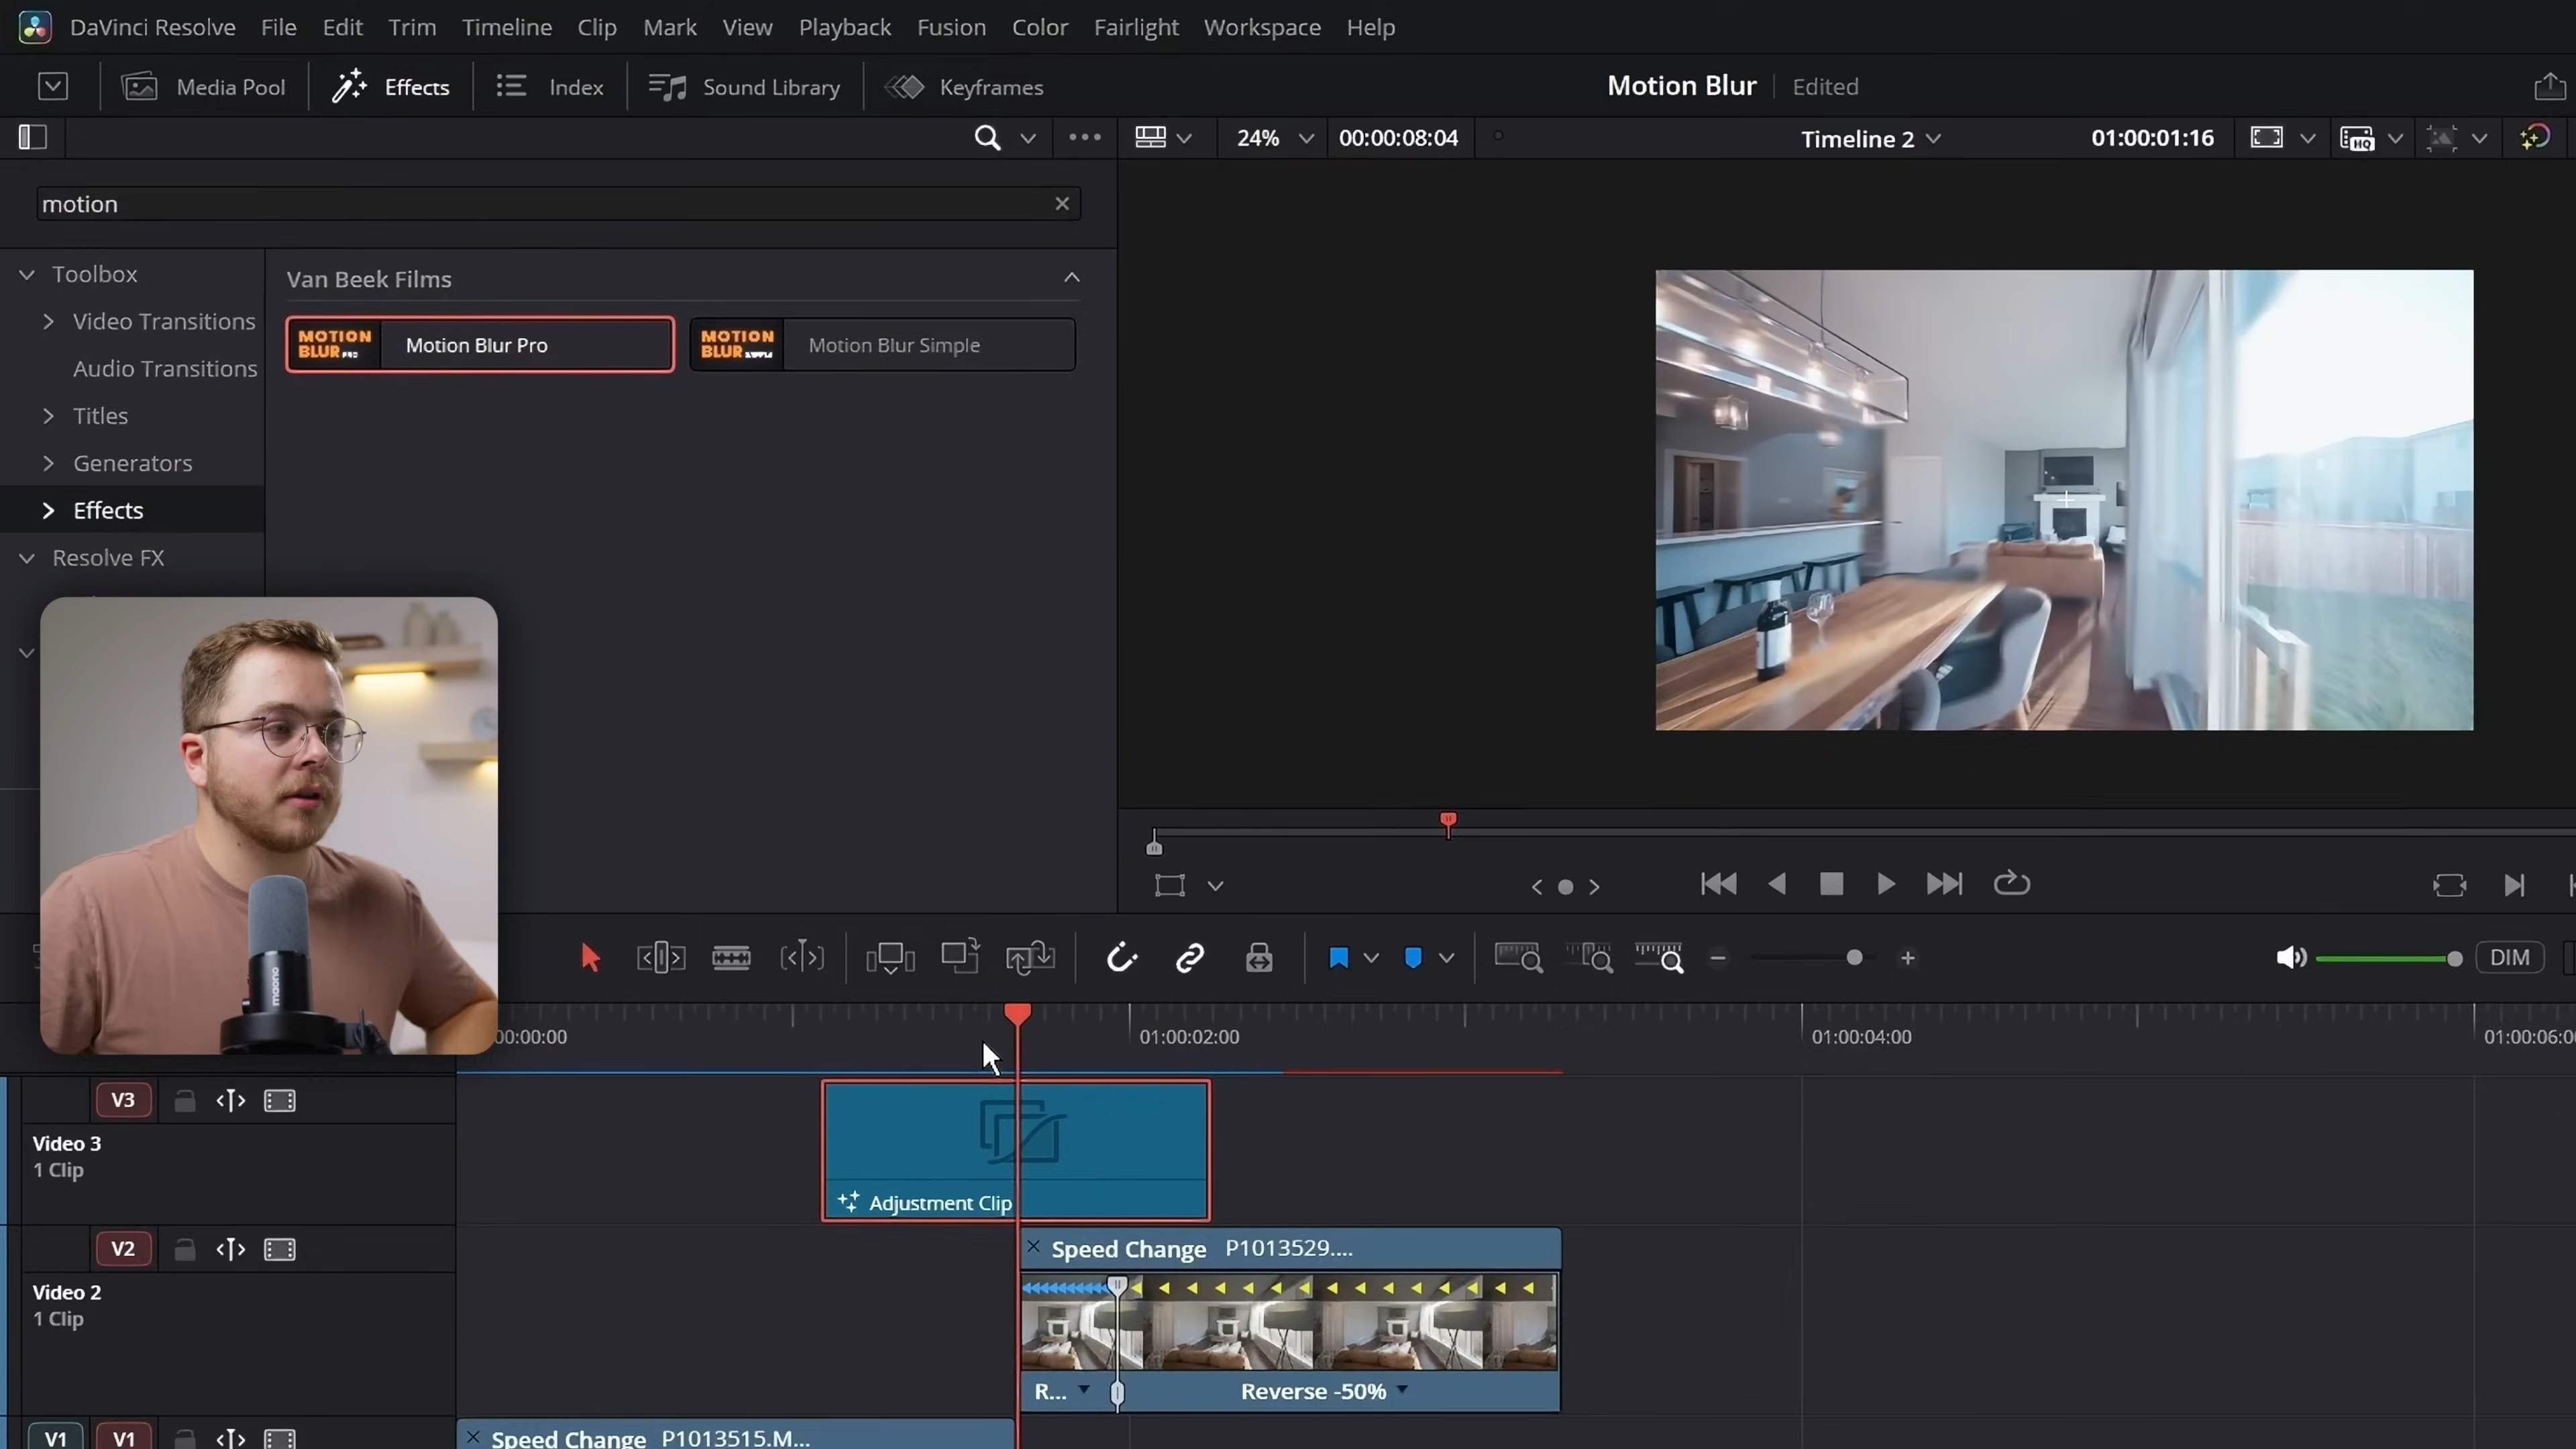 DaVinci Resolve File Edit Trim Timeline Clip Mark View Playback Fusion Color Fairlight Workspace Help
Media Pool Effects Index Sound Library Keyframes Motion Blur Edited
24% 00:00:08:04 Timeline 2 01:00:01:16 HQ
motion
Toolbox
Video Transitions
Audio Transitions
Titles
Generators
Effects
Resolve FX
Van Beek Films
MOTION BLUR PRO Motion Blur Pro
MOTION BLUR SIMPLE Motion Blur Simple
maono
DIM
00:00:00 01:00:02:00 01:00:04:00 01:00:06:0
V3
Video 3
1 Clip
Adjustment Clip
V2
Video 2
1 Clip
Speed Change P1013529....
R... Reverse -50%
V1 V1
Speed Change P1013515.M...